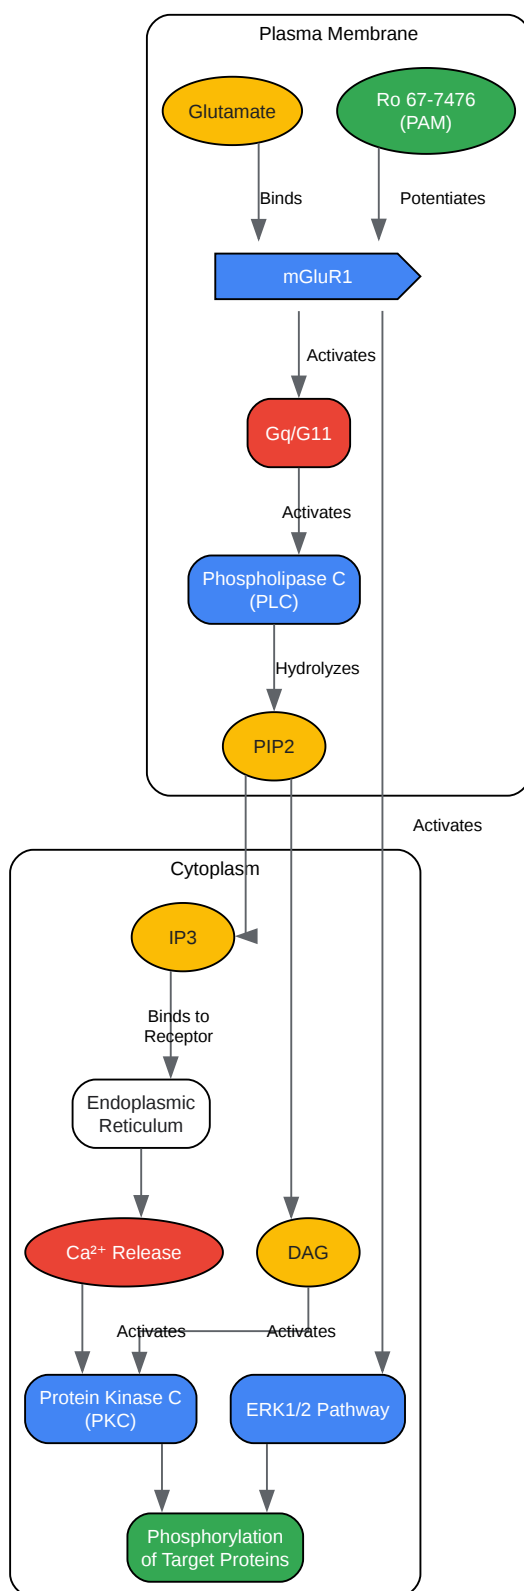 Plasma Membrane
Glutamate
Ro 67-7476
(PAM)
Binds
Potentiates
mGluR1
Activates
Gq/G11
Activates
Phospholipase C
(PLC)
Hydrolyzes
PIP2
Activates
Cytoplasm
IP3
Binds to
Receptor
Endoplasmic
Reticulum
Ca²⁺ Release
DAG
Activates
Activates
Protein Kinase C
(PKC)
ERK1/2 Pathway
Phosphorylation
of Target Proteins